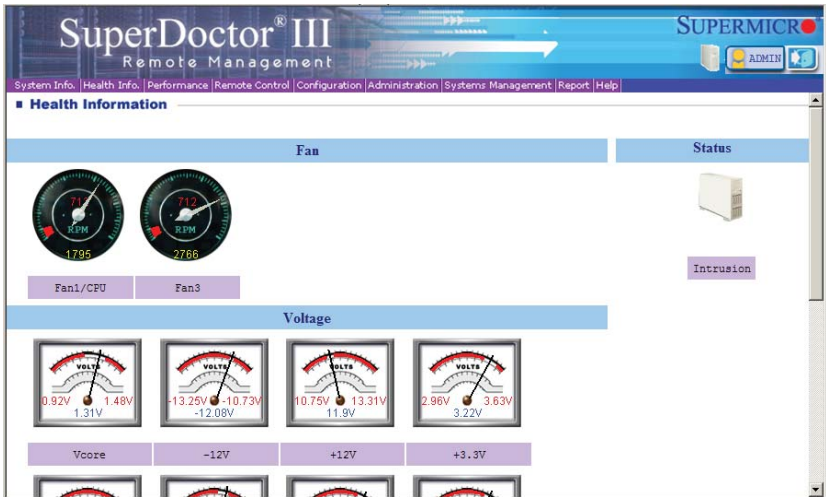 SuperDoctor® III
Remote Management
SUPERMICRO
ADMIN
System Info. |Health Info. |Performance |Remote Control |Configuration |Administration |Systems Management |Report |Help|
Health Information
Fan
Status
712
RPM
1795
712
RPM
2766
Fan1/CPU
Fan3
Intrusion
Voltage
VOLTS
0.92V 1.48V
1.31V
VOLTS
-13.25V -10.73V
-12.08V
VOLTS
10.75V 13.31V
11.9V
VOLTS
2.96V 3.63V
3.22V
Vcore
-12V
+12V
+3.3V